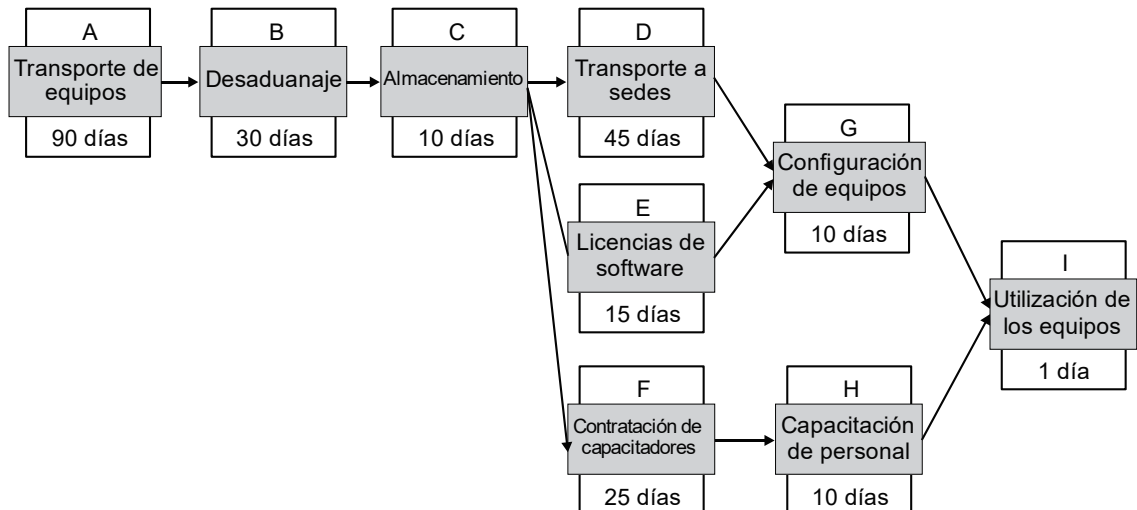 A
Transporte de
equipos
90 días
B
Desaduanaje
30 días
C
Almacenamiento
10 días
D
Transporte a
sedes
45 días
E
Licencias de
software
15 días
F
Contratación de
capacitadores
25 días
G
Configuración
de equipos
10 días
H
Capacitación
de personal
10 días
I
Utilización de
los equipos
1 día